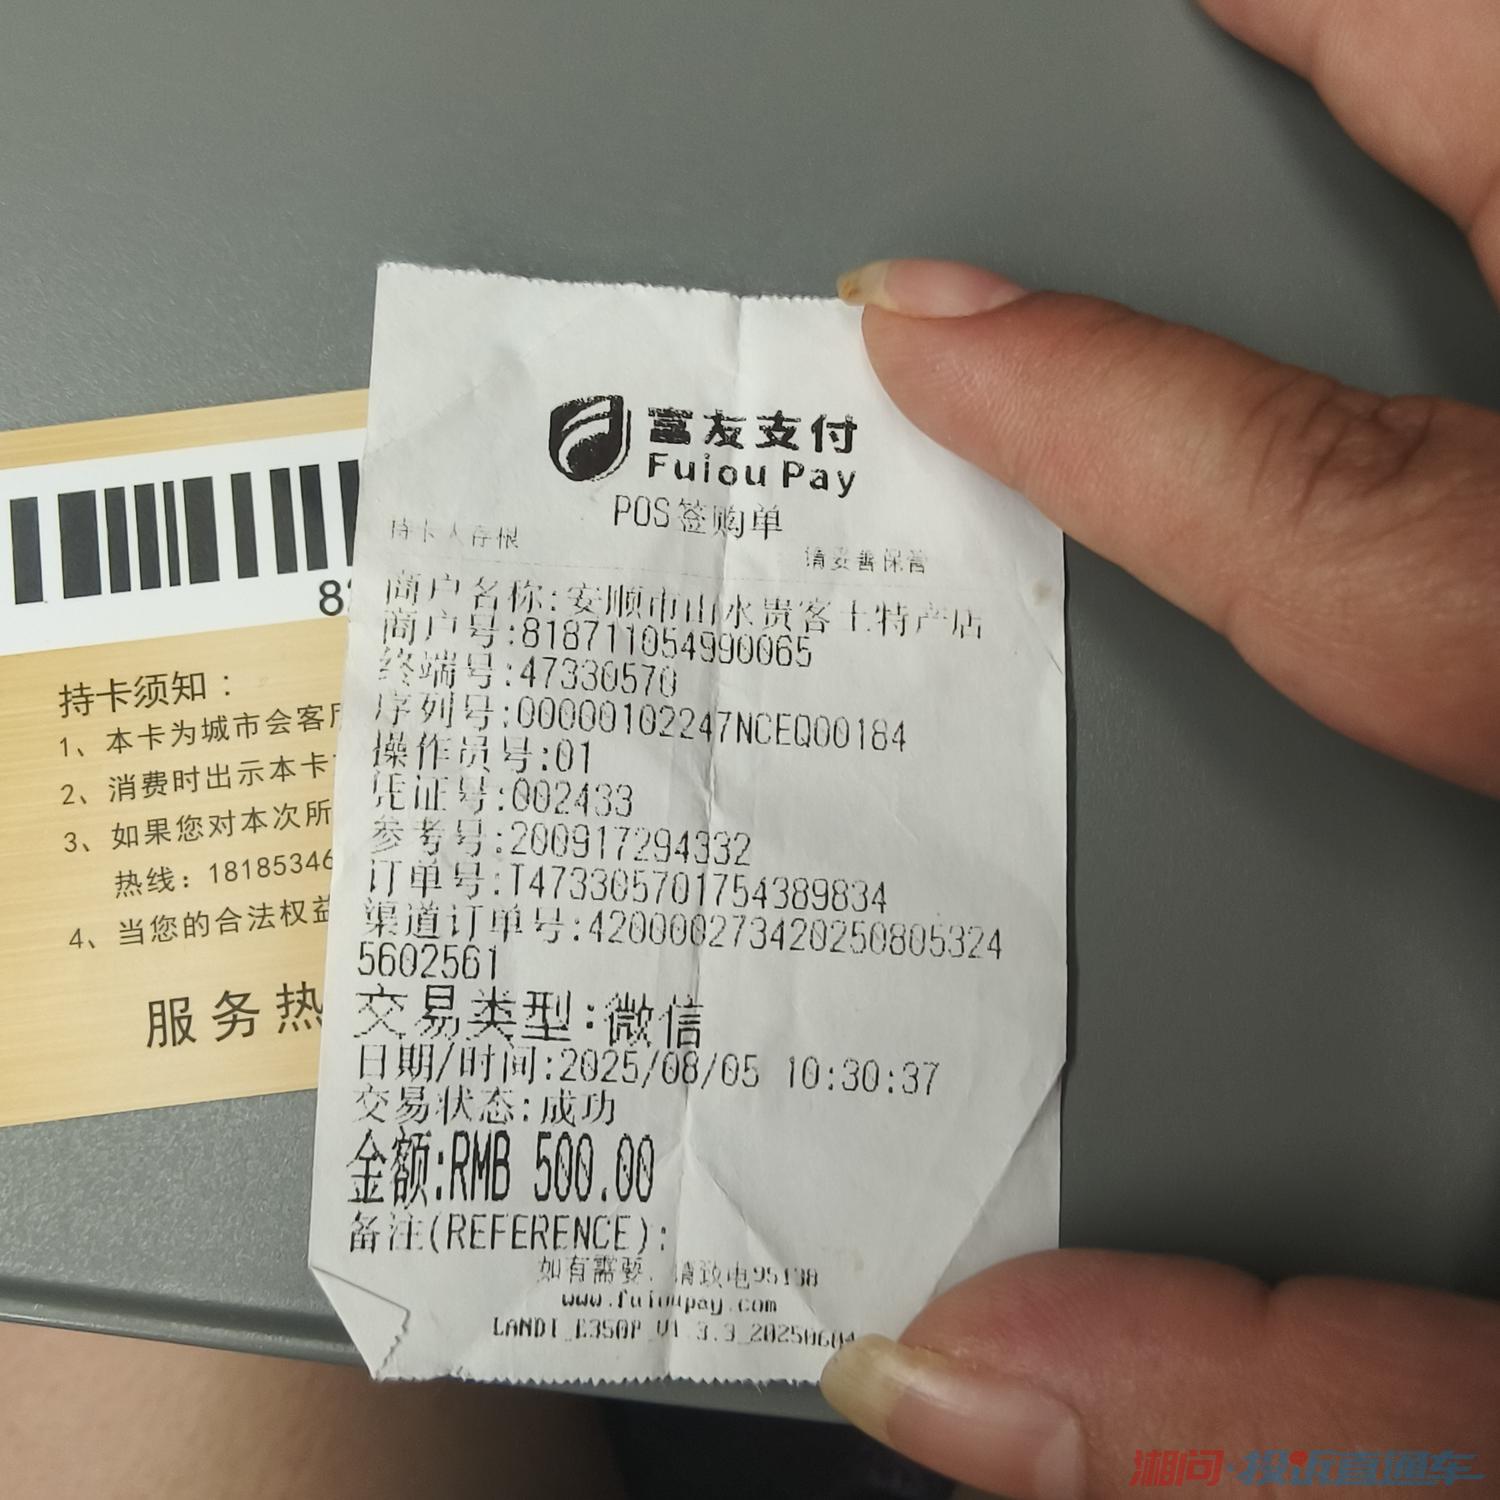 富友支付
Fuiou Pay
POS签购单
持卡人存根
请妥善保管
商户名称:安顺市山水贵客土特产店
商户号:818711054990065
终端号:47330570
序列号:00000102247NCEQ00184
操作员号:01
凭证号:002433
参考号:200917294332
订单号:T473305701754389834
渠道订单号:420000273420250805324
5602561
交易类型:微信
日期/时间:2025/08/05 10:30:37
交易状态:成功
金额:RMB 500.00
备注(REFERENCE):
如有需要、请致电95138
www.fuioupay.com
LANDI_E350P_V1.3.3_20250604
8
持卡须知：
1、本卡为城市会客
2、消费时出示本卡
3、如果您对本次所
热线：18185346
4、当您的合法权益
服务热
湘问·投诉直通车